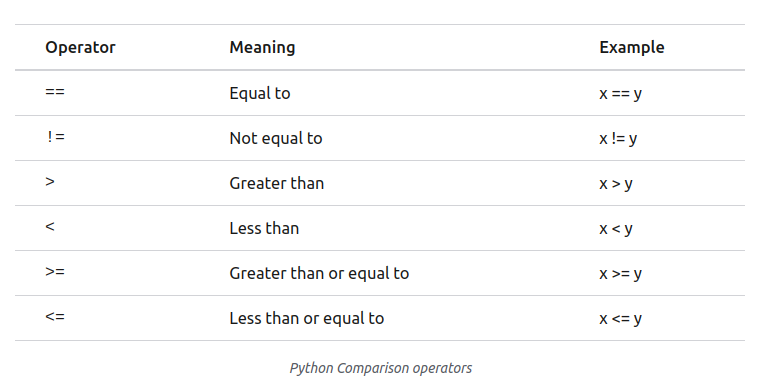 Operator Meaning Example
== Equal to x == y
!= Not equal to x != y
> Greater than x > y
< Less than x < y
>= Greater than or equal to x >= y
<= Less than or equal to x <= y
Python Comparison operators